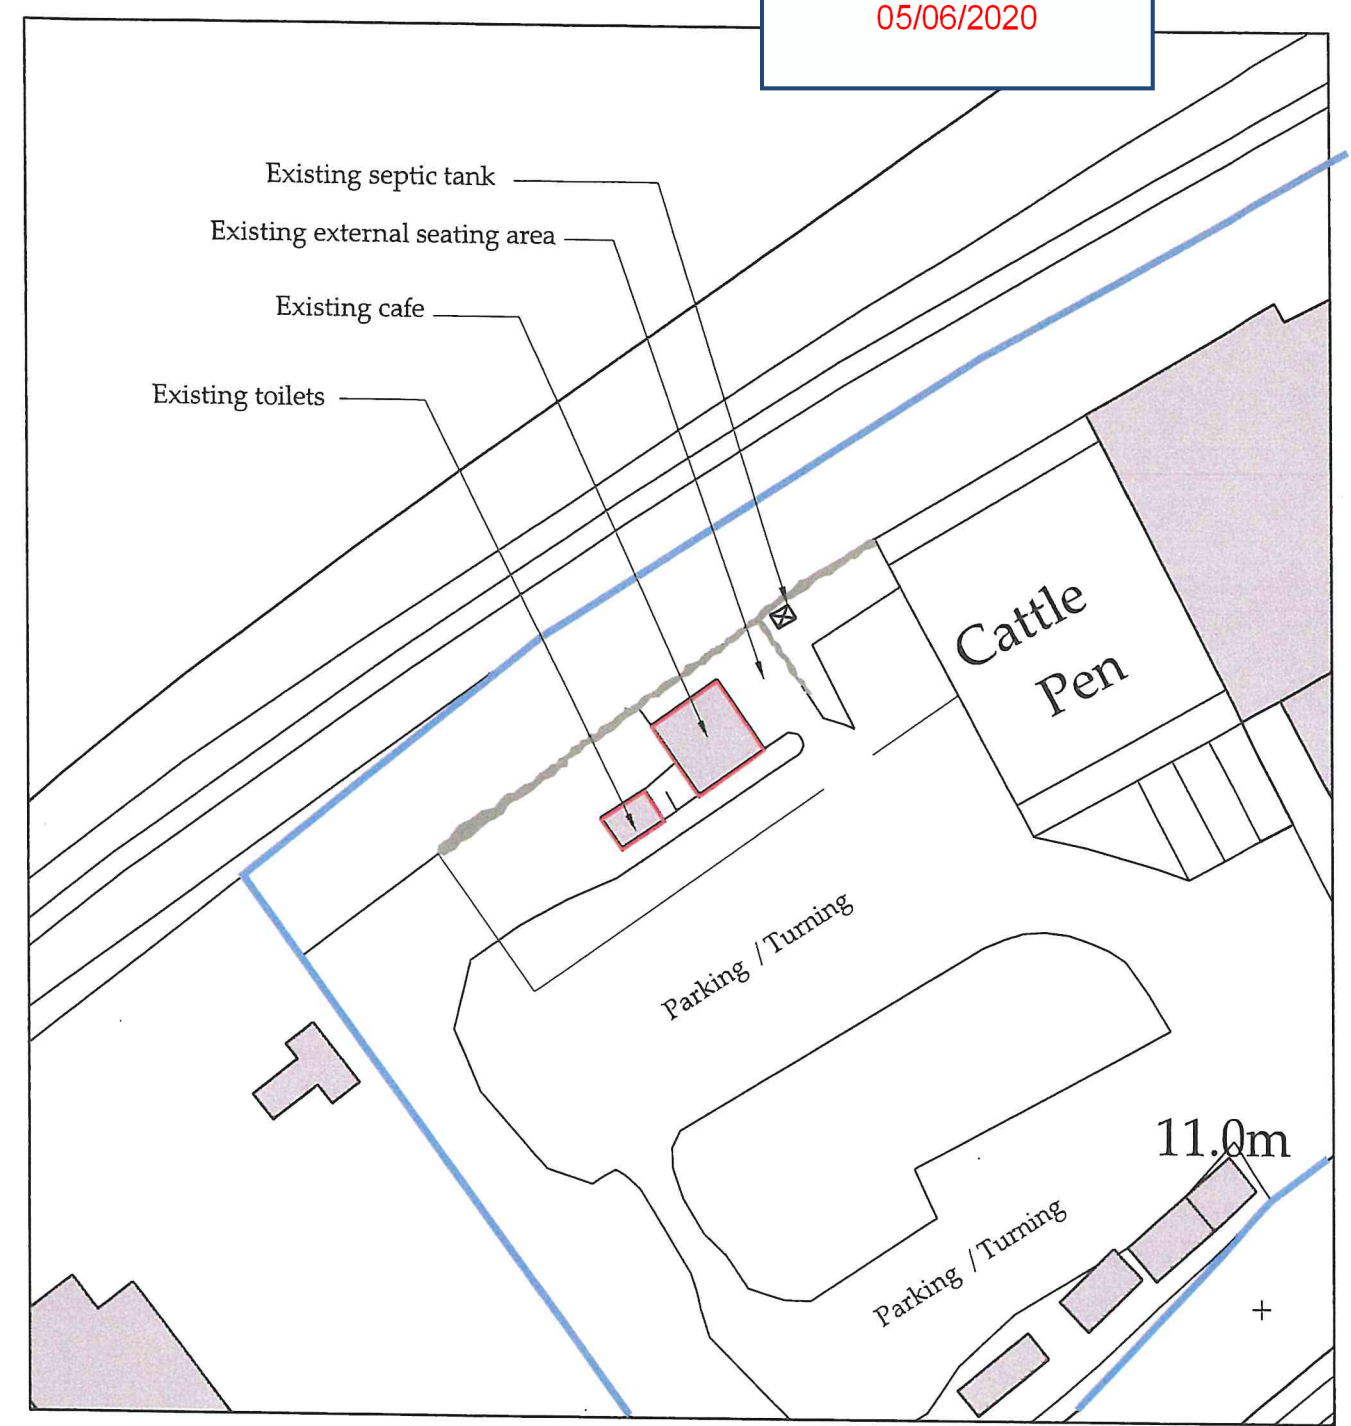 05/06/2020
Existing septic tank
Existing external seating area
Existing cafe
Existing toilets
Cattle
Pen
Parking / Turning
11.0m
Parking / Turning